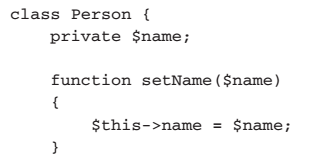 class Person {
    private $name;

    function setName($name)
    {
        $this->name = $name;
    }